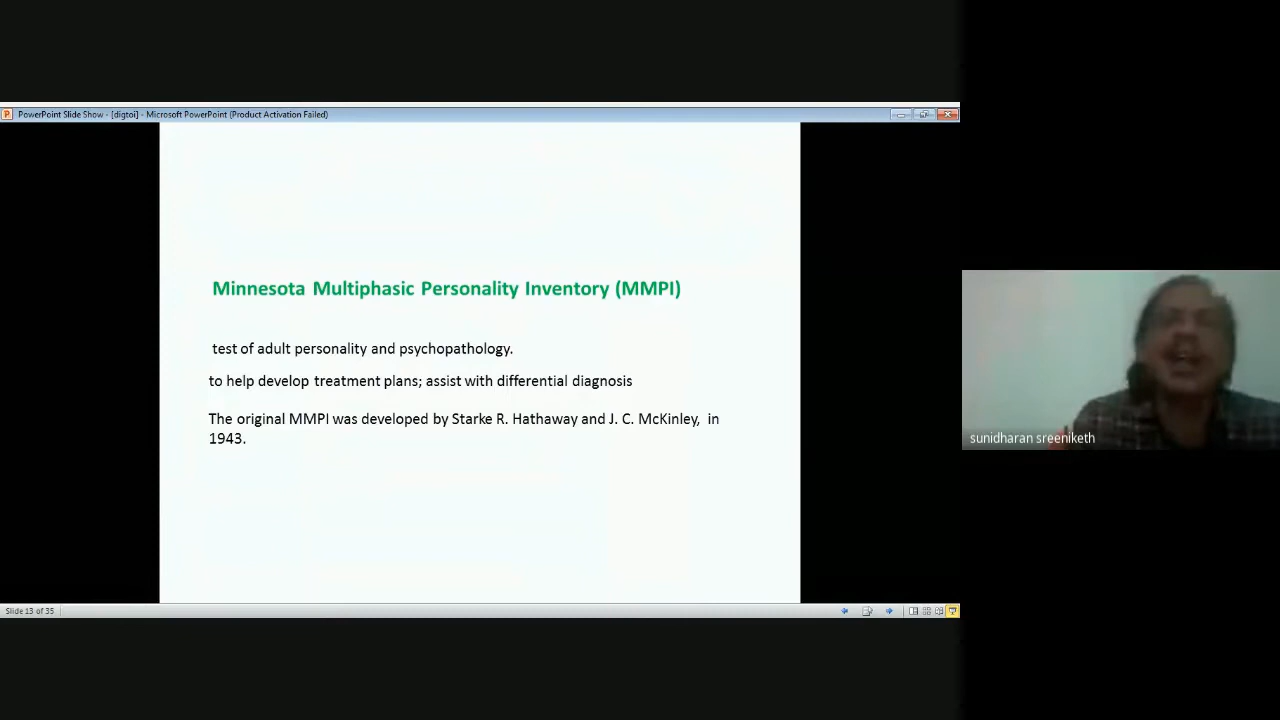 PowerPoint Slide Show - [digtoi] - Microsoft PowerPoint (Product Activation Failed)
Minnesota Multiphasic Personality Inventory (MMPI)
test of adult personality and psychopathology.
to help develop treatment plans; assist with differential diagnosis
The original MMPI was developed by Starke R. Hathaway and J. C. McKinley, in
1943.
sunidharan sreeniketh
Slide 13 of 35